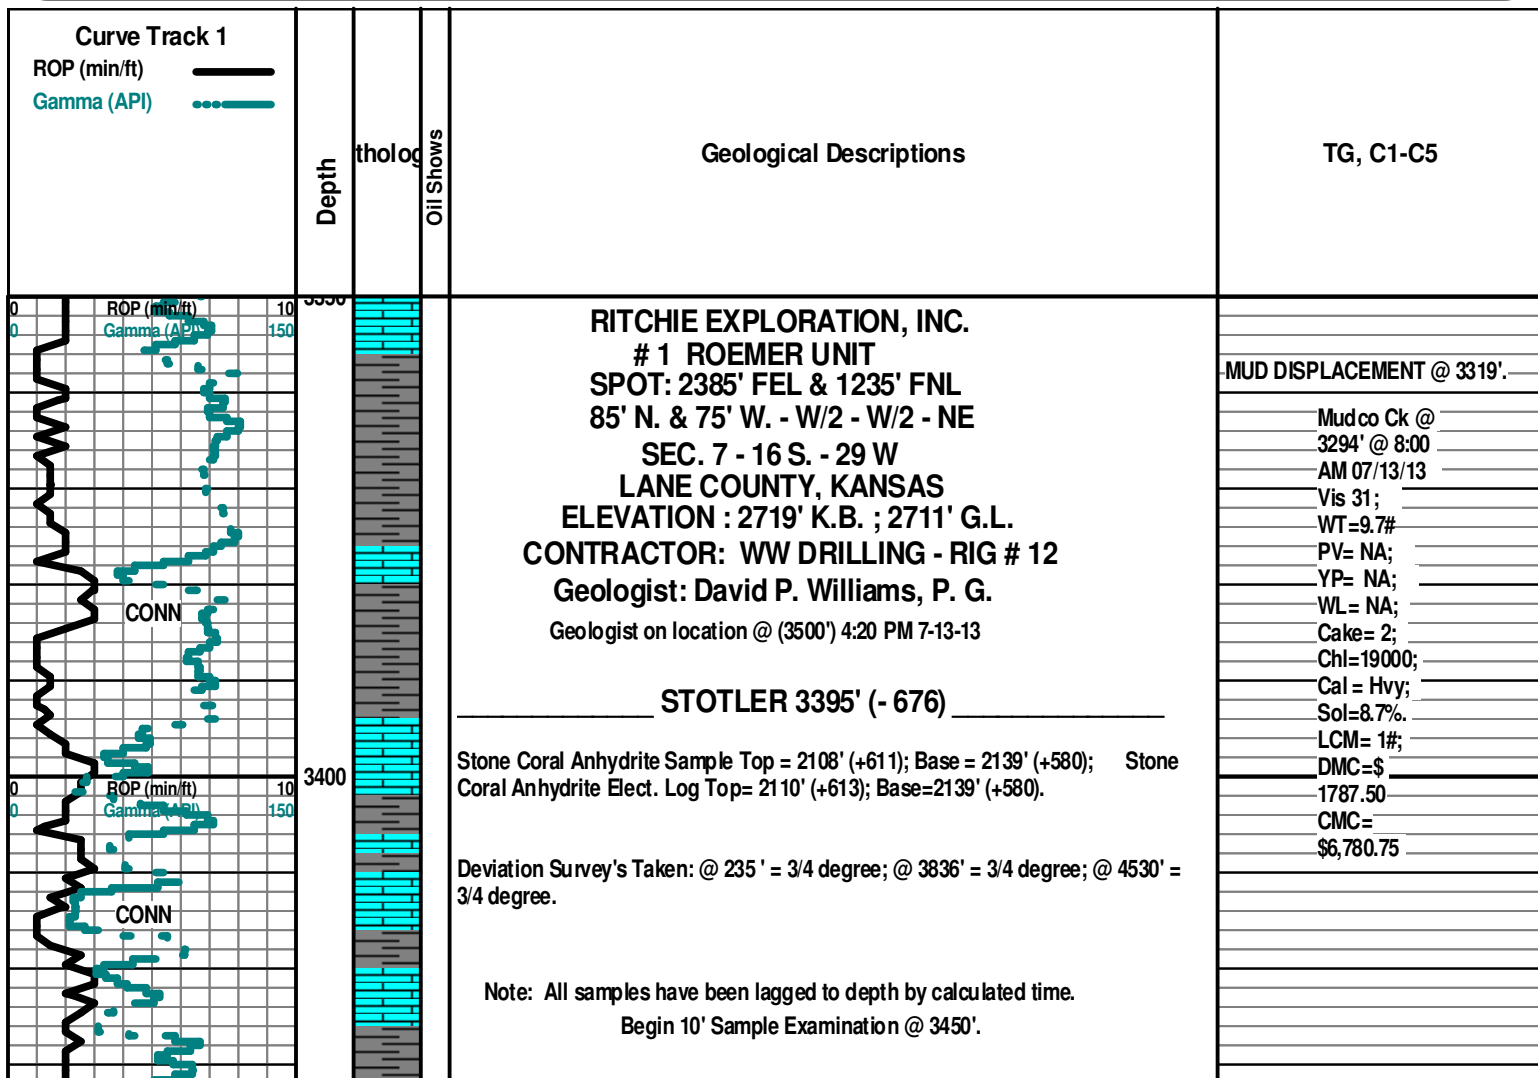 Curve Track 1
ROP (min/ft)
Gamma (API)
Depth
tholog
Oil Shows
Geological Descriptions
TG, C1-C5
0 ROP (min/ft) 10
0 Gamma (API) 150
RITCHIE EXPLORATION, INC.
# 1 ROEMER UNIT
SPOT: 2385' FEL & 1235' FNL
85' N. & 75' W. - W/2 - W/2 - NE
SEC. 7 - 16 S. - 29 W
LANE COUNTY, KANSAS
ELEVATION : 2719' K.B. ; 2711' G.L.
CONTRACTOR: WW DRILLING - RIG # 12
Geologist: David P. Williams, P. G.
Geologist on location @ (3500') 4:20 PM 7-13-13
CONN
STOTLER 3395' (- 676)
Stone Coral Anhydrite Sample Top = 2108' (+611); Base = 2139' (+580); Stone
Coral Anhydrite Elect. Log Top= 2110' (+613); Base=2139' (+580).
3400
0 ROP (min/ft) 10
0 Gamma (API) 150
Deviation Survey's Taken: @ 235 ' = 3/4 degree; @ 3836' = 3/4 degree; @ 4530' =
3/4 degree.
CONN
Note: All samples have been lagged to depth by calculated time.
Begin 10' Sample Examination @ 3450'.
MUD DISPLACEMENT @ 3319'.
Mudco Ck @
3294' @ 8:00
AM 07/13/13
Vis 31;
WT=9.7#
PV= NA;
YP= NA;
WL= NA;
Cake= 2;
Chl=19000;
Cal = Hvy;
Sol=8.7%.
LCM= 1#;
DMC=$
1787.50
CMC=
$6,780.75